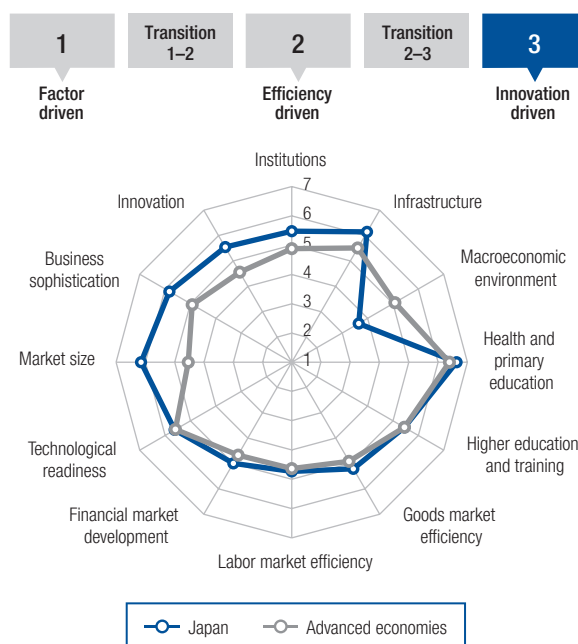 1
Transition
1–2
2
Transition
2–3
3
Factor
driven
Efficiency
driven
Innovation
driven
Institutions
Infrastructure
Macroeconomic
environment
Health and
primary
education
Higher education
and training
Goods market
efficiency
Labor market efficiency
Financial market
development
Technological
readiness
Market size
Business
sophistication
Innovation
7
6
5
4
3
2
1
Japan
Advanced economies